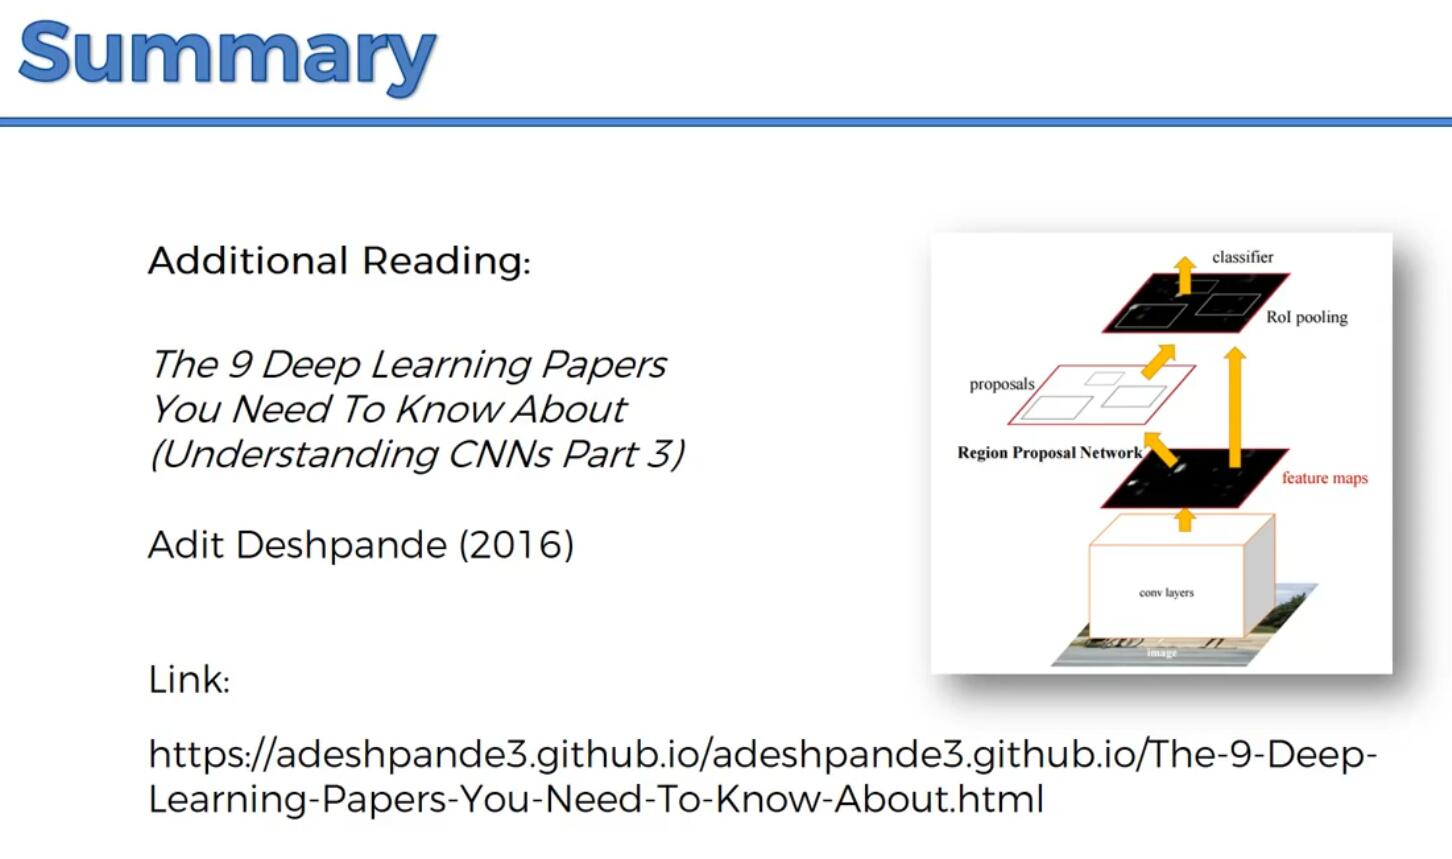 Summary
Additional Reading:
The 9 Deep Learning Papers
You Need To Know About
(Understanding CNNs Part 3)
Adit Deshpande (2016)
Link:
https://adeshpande3.github.io/adeshpande3.github.io/The-9-Deep-
Learning-Papers-You-Need-To-Know-About.html
classifier
RoI pooling
proposals
Region Proposal Network
feature maps
conv layers
image